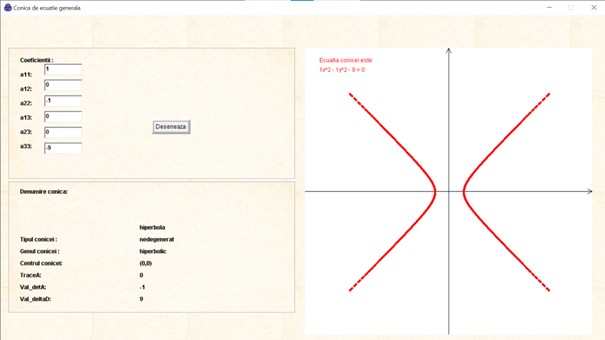 Conica de ecuatie generala
Coeficientii :
a11: 1
a12: 0
a22: -1
a13: 0
a23: 0
a33: -9
Deseneaza
Denumire conica:
hiperbola
Tipul conicei : nedegenerat
Genul conicei : hiperbolic
Centrul conicei: (0,0)
TraceA: 0
Val_detA: -1
Val_deltaD: 9
Ecuatia conicei este:
1x^2 - 1y^2 - 9 = 0